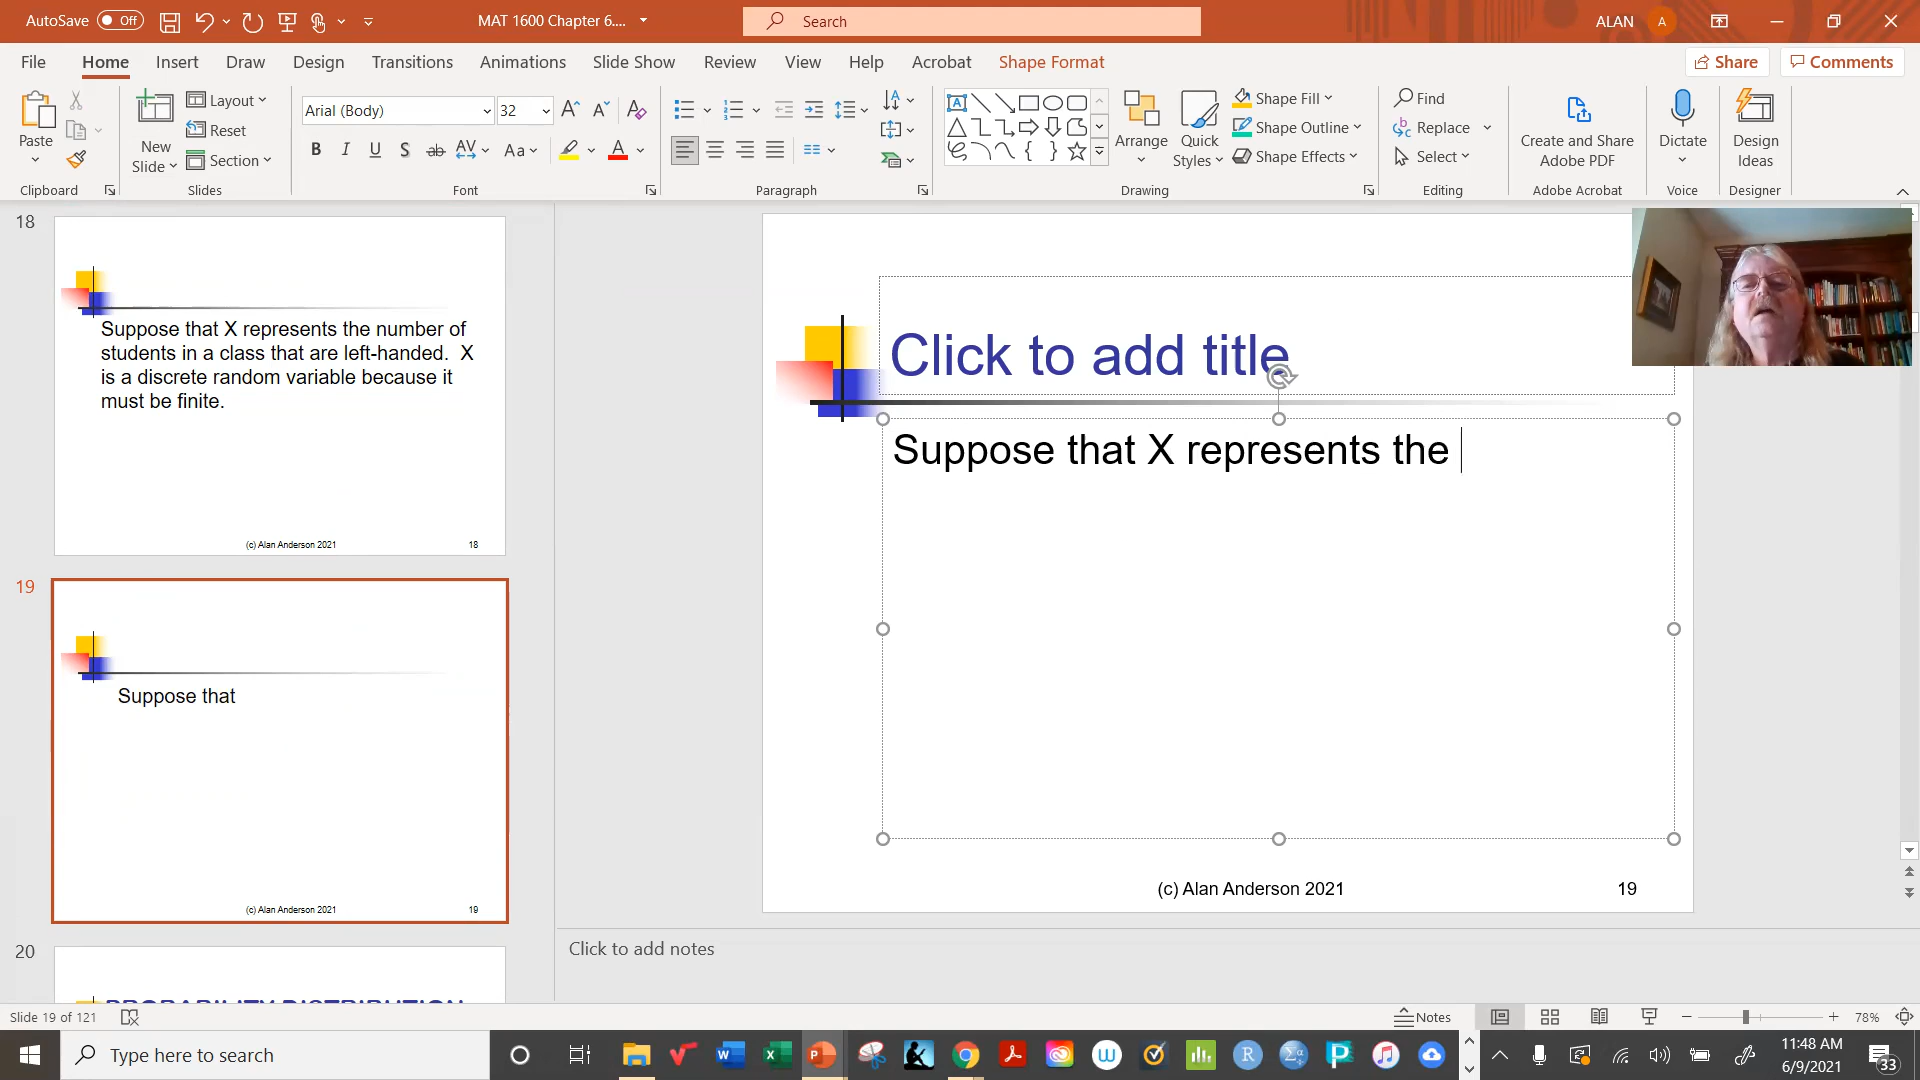 AutoSave Off MAT 1600 Chapter 6.... Search ALAN A
File Home Insert Draw Design Transitions Animations Slide Show Review View Help Acrobat Shape Format Share Comments
Paste New Slide Layout Reset Section Arial (Body) 32 B I U S ab AV Aa A Arrange Quick Styles Shape Fill Shape Outline Shape Effects Find Replace Select Create and Share Adobe PDF Dictate Design Ideas
Clipboard Slides Font Paragraph Drawing Editing Adobe Acrobat Voice Designer
18
Suppose that X represents the number of
students in a class that are left-handed.  X
is a discrete random variable because it
must be finite.
(c) Alan Anderson 2021 18
19
Suppose that
(c) Alan Anderson 2021 19
20
PROBABILITY DISTRIBUTION
Click to add title
Suppose that X represents the
(c) Alan Anderson 2021 19
Click to add notes
Slide 19 of 121 Notes 78%
Type here to search 11:48 AM
6/9/2021 33